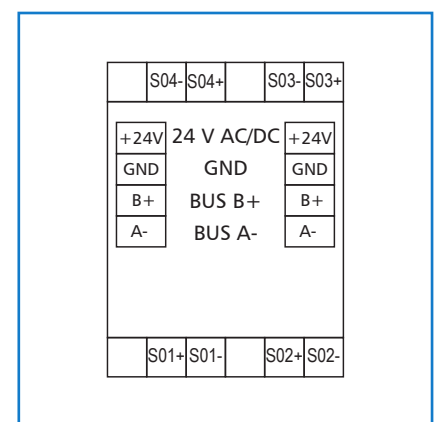 S04- S04+ S03- S03+
+24V 24 V AC/DC +24V
GND GND GND
B+ BUS B+ B+
A- BUS A- A-
S01+ S01- S02+ S02-